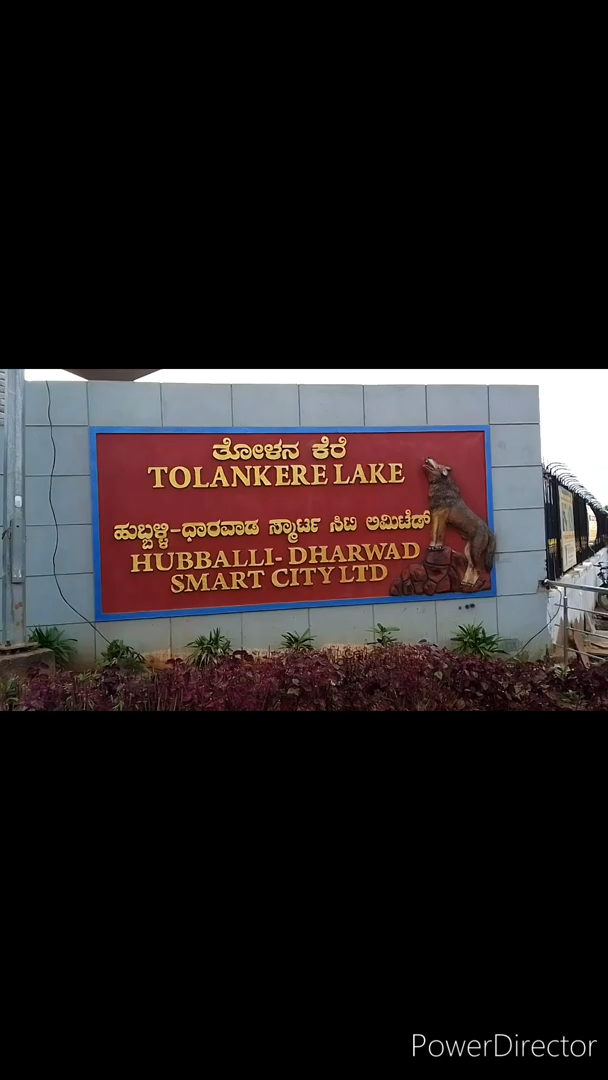 ತೋಳನ ಕೆರೆ
TOLANKERE LAKE
ಹುಬ್ಬಳ್ಳಿ-ಧಾರವಾಡ ಸ್ಮಾರ್ಟ ಸಿಟಿ ಲಿಮಿಟೆಡ್
HUBBALLI-DHARWAD
SMART CITY LTD
PowerDirector